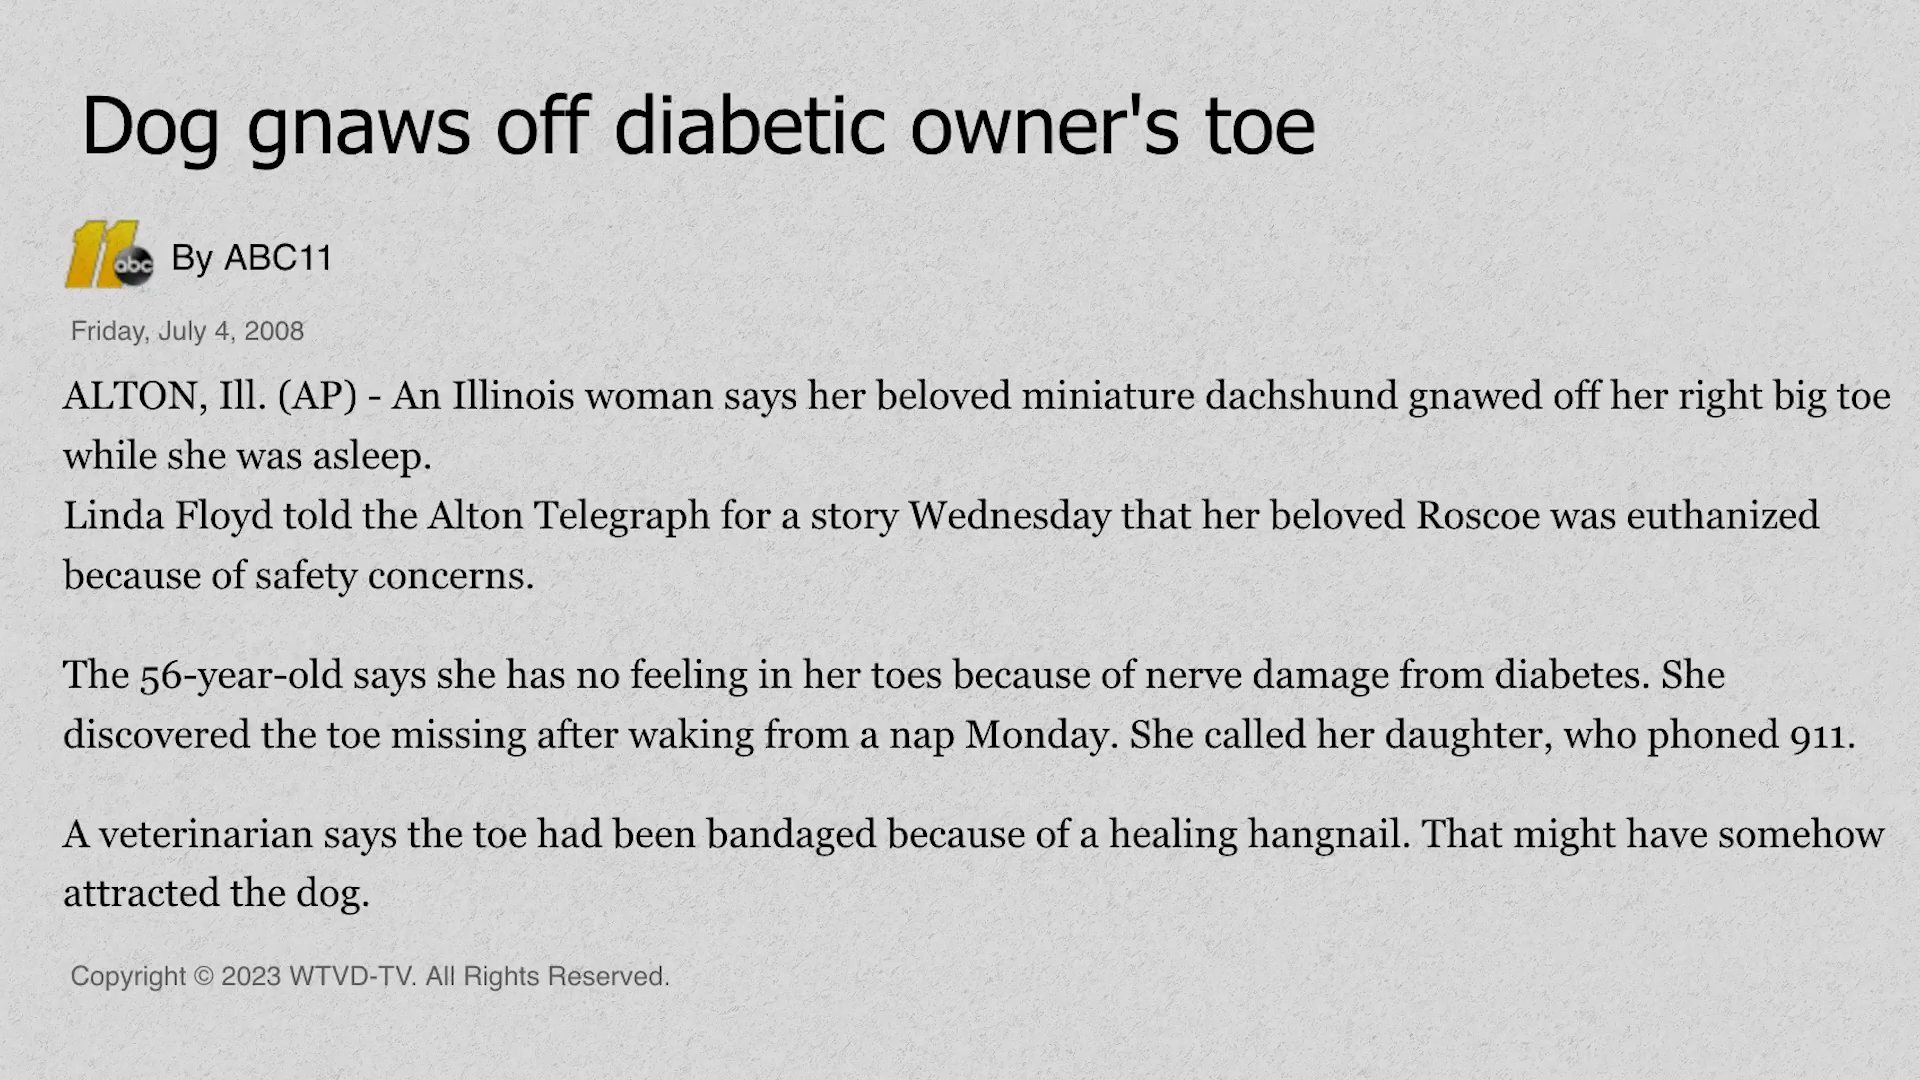 Dog gnaws off diabetic owner's toe
11 abc By ABC11
Friday, July 4, 2008
ALTON, Ill. (AP) - An Illinois woman says her beloved miniature dachshund gnawed off her right big toe
while she was asleep.
Linda Floyd told the Alton Telegraph for a story Wednesday that her beloved Roscoe was euthanized
because of safety concerns.
The 56-year-old says she has no feeling in her toes because of nerve damage from diabetes. She
discovered the toe missing after waking from a nap Monday. She called her daughter, who phoned 911.
A veterinarian says the toe had been bandaged because of a healing hangnail. That might have somehow
attracted the dog.
Copyright © 2023 WTVD-TV. All Rights Reserved.